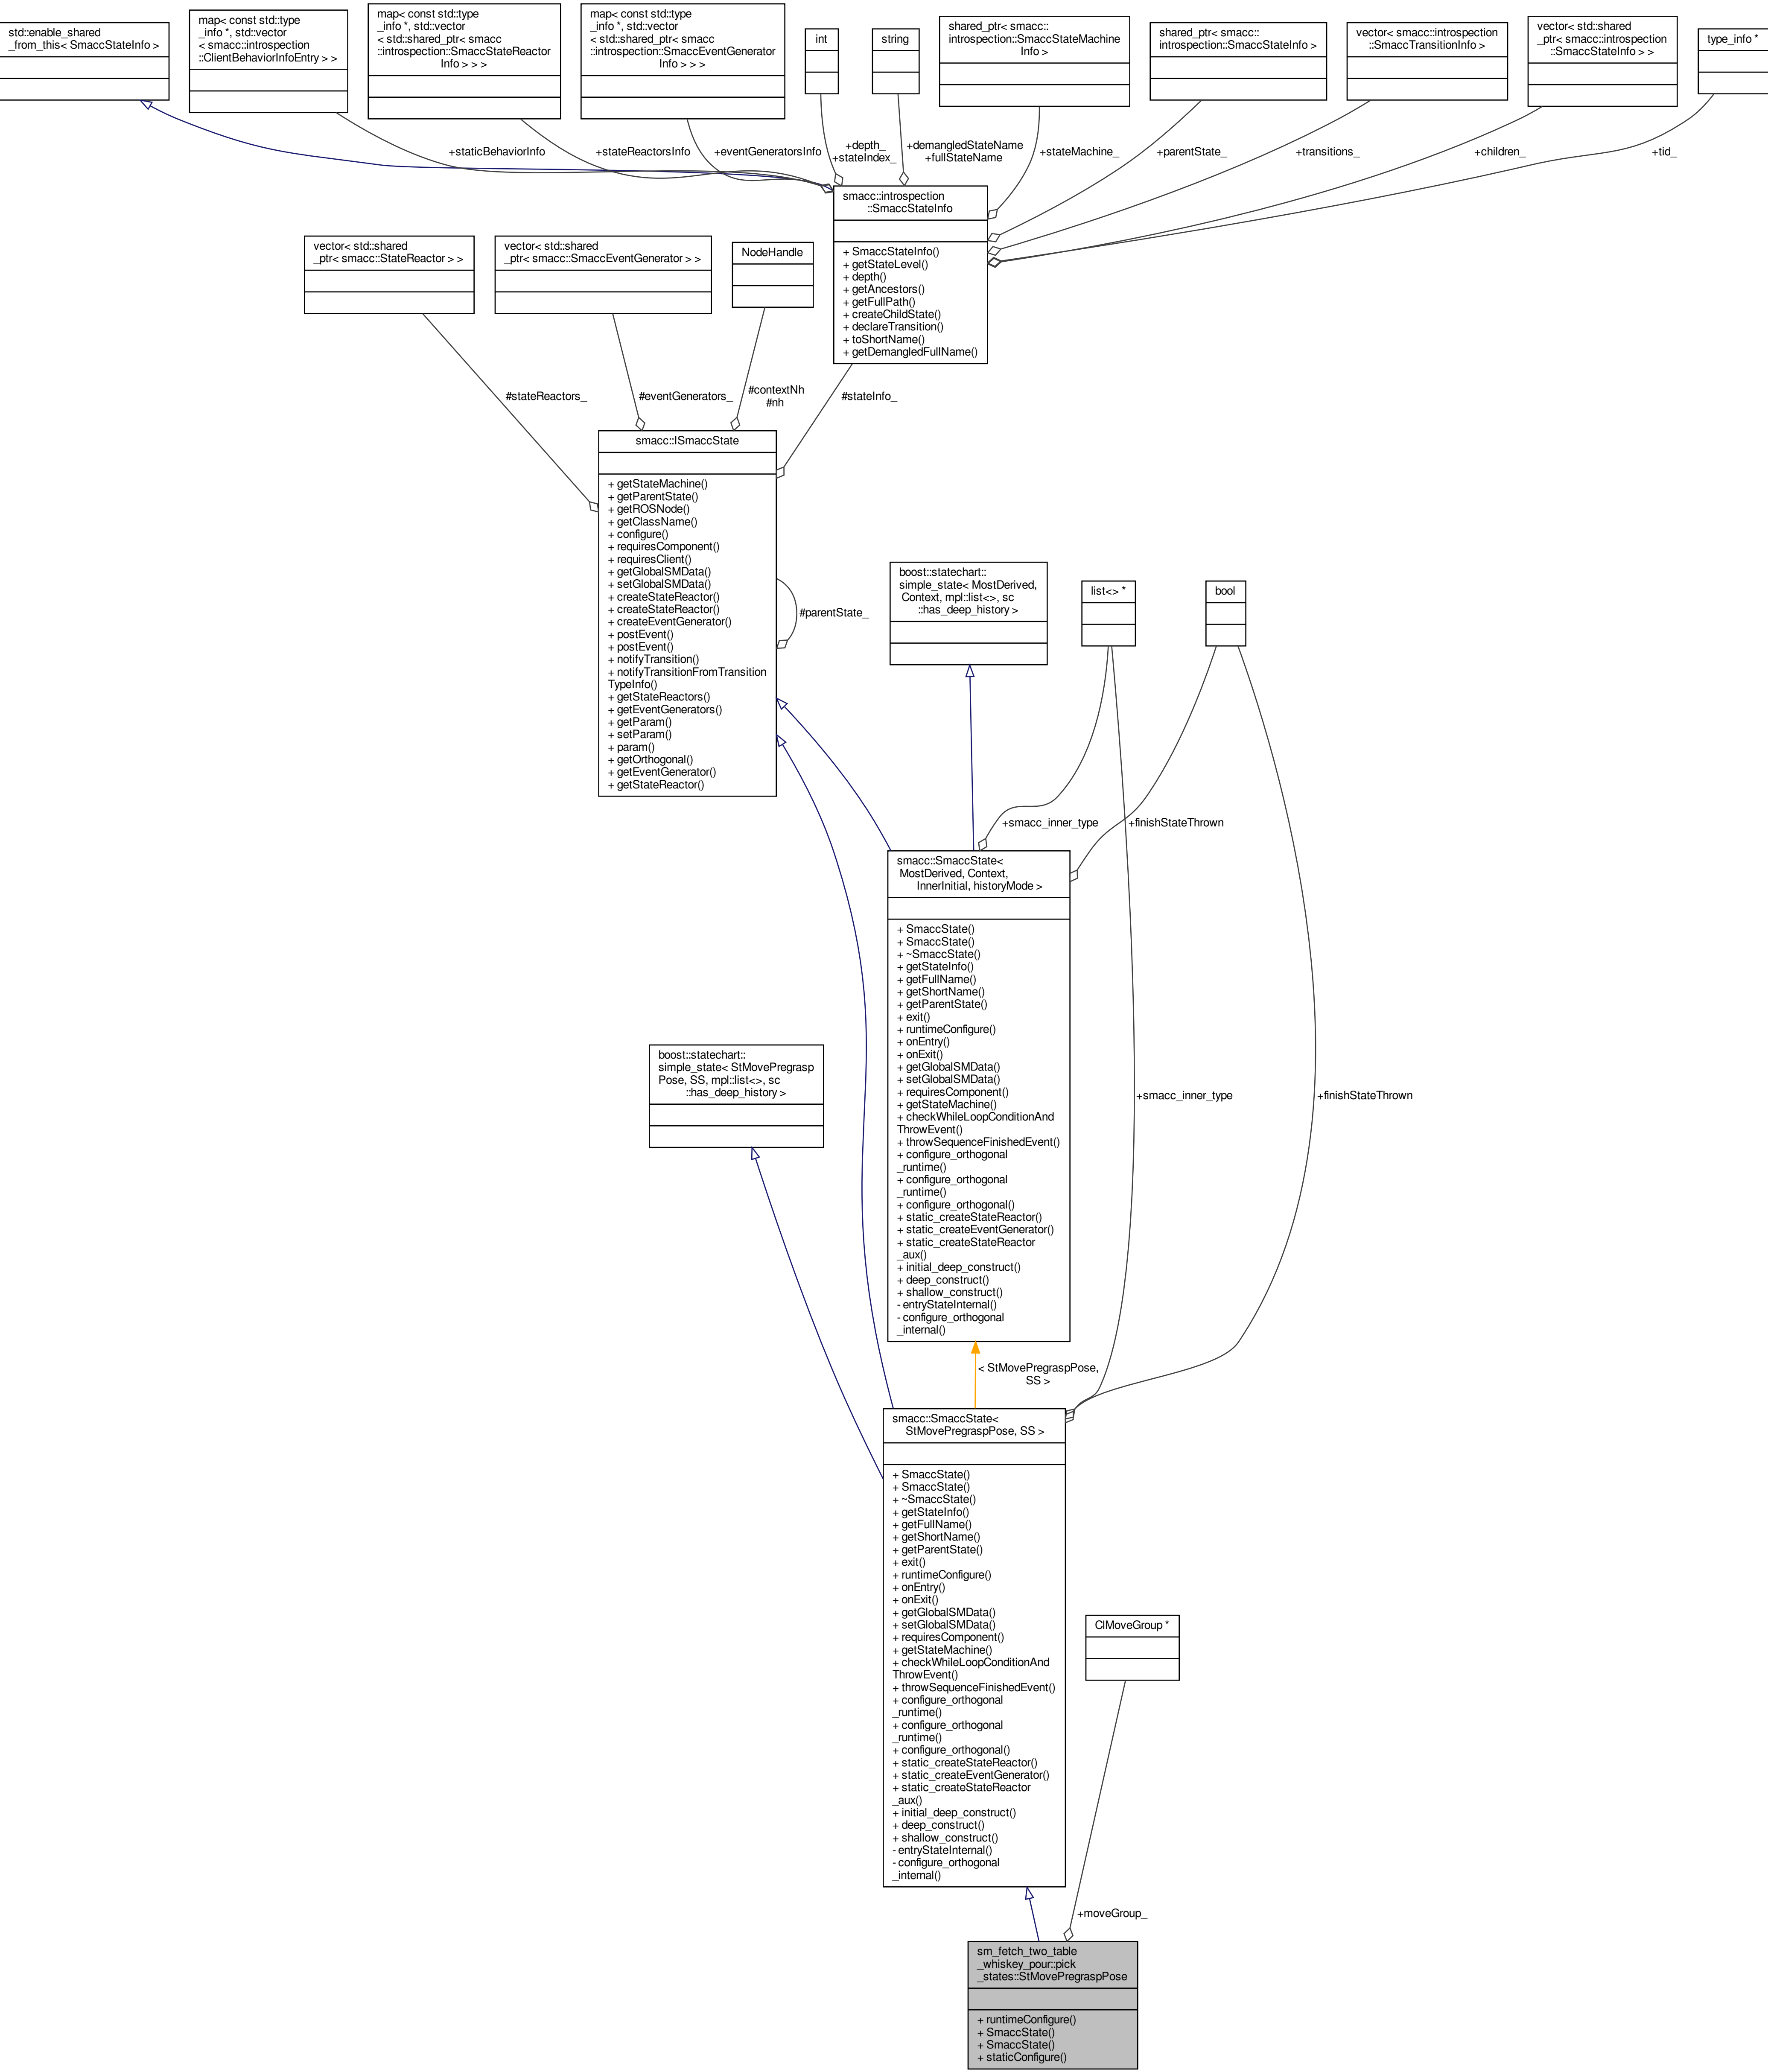 std::enable_shared
_from_this< SmaccStateInfo >
map< const std::type
_info *, std::vector
< smacc::introspection
::ClientBehaviorInfoEntry > >
map< const std::type
_info *, std::vector
< std::shared_ptr< smacc
::introspection::SmaccStateReactor
Info > > >
map< const std::type
_info *, std::vector
< std::shared_ptr< smacc
::introspection::SmaccEventGenerator
Info > > >
int
string
shared_ptr< smacc::
introspection::SmaccStateMachine
Info >
shared_ptr< smacc::
introspection::SmaccStateInfo >
vector< smacc::introspection
::SmaccTransitionInfo >
vector< std::shared
_ptr< smacc::introspection
::SmaccStateInfo > >
type_info *
+staticBehaviorInfo
+stateReactorsInfo
+eventGeneratorsInfo
+depth_
+stateIndex_
+demangledStateName
+fullStateName
+stateMachine_
+parentState_
+transitions_
+children_
+tid_
smacc::introspection
::SmaccStateInfo
+ SmaccStateInfo()
+ getStateLevel()
+ depth()
+ getAncestors()
+ getFullPath()
+ createChildState()
+ declareTransition()
+ toShortName()
+ getDemangledFullName()
vector< std::shared
_ptr< smacc::StateReactor > >
vector< std::shared
_ptr< smacc::SmaccEventGenerator > >
NodeHandle
#stateReactors_
#eventGenerators_
#contextNh
#nh
#stateInfo_
smacc::ISmaccState
+ getStateMachine()
+ getParentState()
+ getROSNode()
+ getClassName()
+ configure()
+ requiresComponent()
+ requiresClient()
+ getGlobalSMData()
+ setGlobalSMData()
+ createStateReactor()
+ createStateReactor()
+ createEventGenerator()
+ postEvent()
+ postEvent()
+ notifyTransition()
+ notifyTransitionFromTransition
TypeInfo()
+ getStateReactors()
+ getEventGenerators()
+ getParam()
+ setParam()
+ param()
+ getOrthogonal()
+ getEventGenerator()
+ getStateReactor()
#parentState_
boost::statechart::
simple_state< MostDerived,
Context, mpl::list<>, sc
::has_deep_history >
list<> *
bool
+smacc_inner_type
+finishStateThrown
smacc::SmaccState<
MostDerived, Context,
InnerInitial, historyMode >
+ SmaccState()
+ SmaccState()
+ ~SmaccState()
+ getStateInfo()
+ getFullName()
+ getShortName()
+ getParentState()
+ exit()
+ runtimeConfigure()
+ onEntry()
+ onExit()
+ getGlobalSMData()
+ setGlobalSMData()
+ requiresComponent()
+ getStateMachine()
+ checkWhileLoopConditionAnd
ThrowEvent()
+ throwSequenceFinishedEvent()
+ configure_orthogonal
_runtime()
+ configure_orthogonal
_runtime()
+ configure_orthogonal()
+ static_createStateReactor()
+ static_createEventGenerator()
+ static_createStateReactor
_aux()
+ initial_deep_construct()
+ deep_construct()
+ shallow_construct()
- entryStateInternal()
- configure_orthogonal
_internal()
boost::statechart::
simple_state< StMovePregrasp
Pose, SS, mpl::list<>, sc
::has_deep_history >
+smacc_inner_type
+finishStateThrown
< StMovePregraspPose,
SS >
smacc::SmaccState<
StMovePregraspPose, SS >
+ SmaccState()
+ SmaccState()
+ ~SmaccState()
+ getStateInfo()
+ getFullName()
+ getShortName()
+ getParentState()
+ exit()
+ runtimeConfigure()
+ onEntry()
+ onExit()
+ getGlobalSMData()
+ setGlobalSMData()
+ requiresComponent()
+ getStateMachine()
+ checkWhileLoopConditionAnd
ThrowEvent()
+ throwSequenceFinishedEvent()
+ configure_orthogonal
_runtime()
+ configure_orthogonal
_runtime()
+ configure_orthogonal()
+ static_createStateReactor()
+ static_createEventGenerator()
+ static_createStateReactor
_aux()
+ initial_deep_construct()
+ deep_construct()
+ shallow_construct()
- entryStateInternal()
- configure_orthogonal
_internal()
ClMoveGroup *
+moveGroup_
sm_fetch_two_table
_whiskey_pour::pick
_states::StMovePregraspPose
+ runtimeConfigure()
+ SmaccState()
+ SmaccState()
+ staticConfigure()